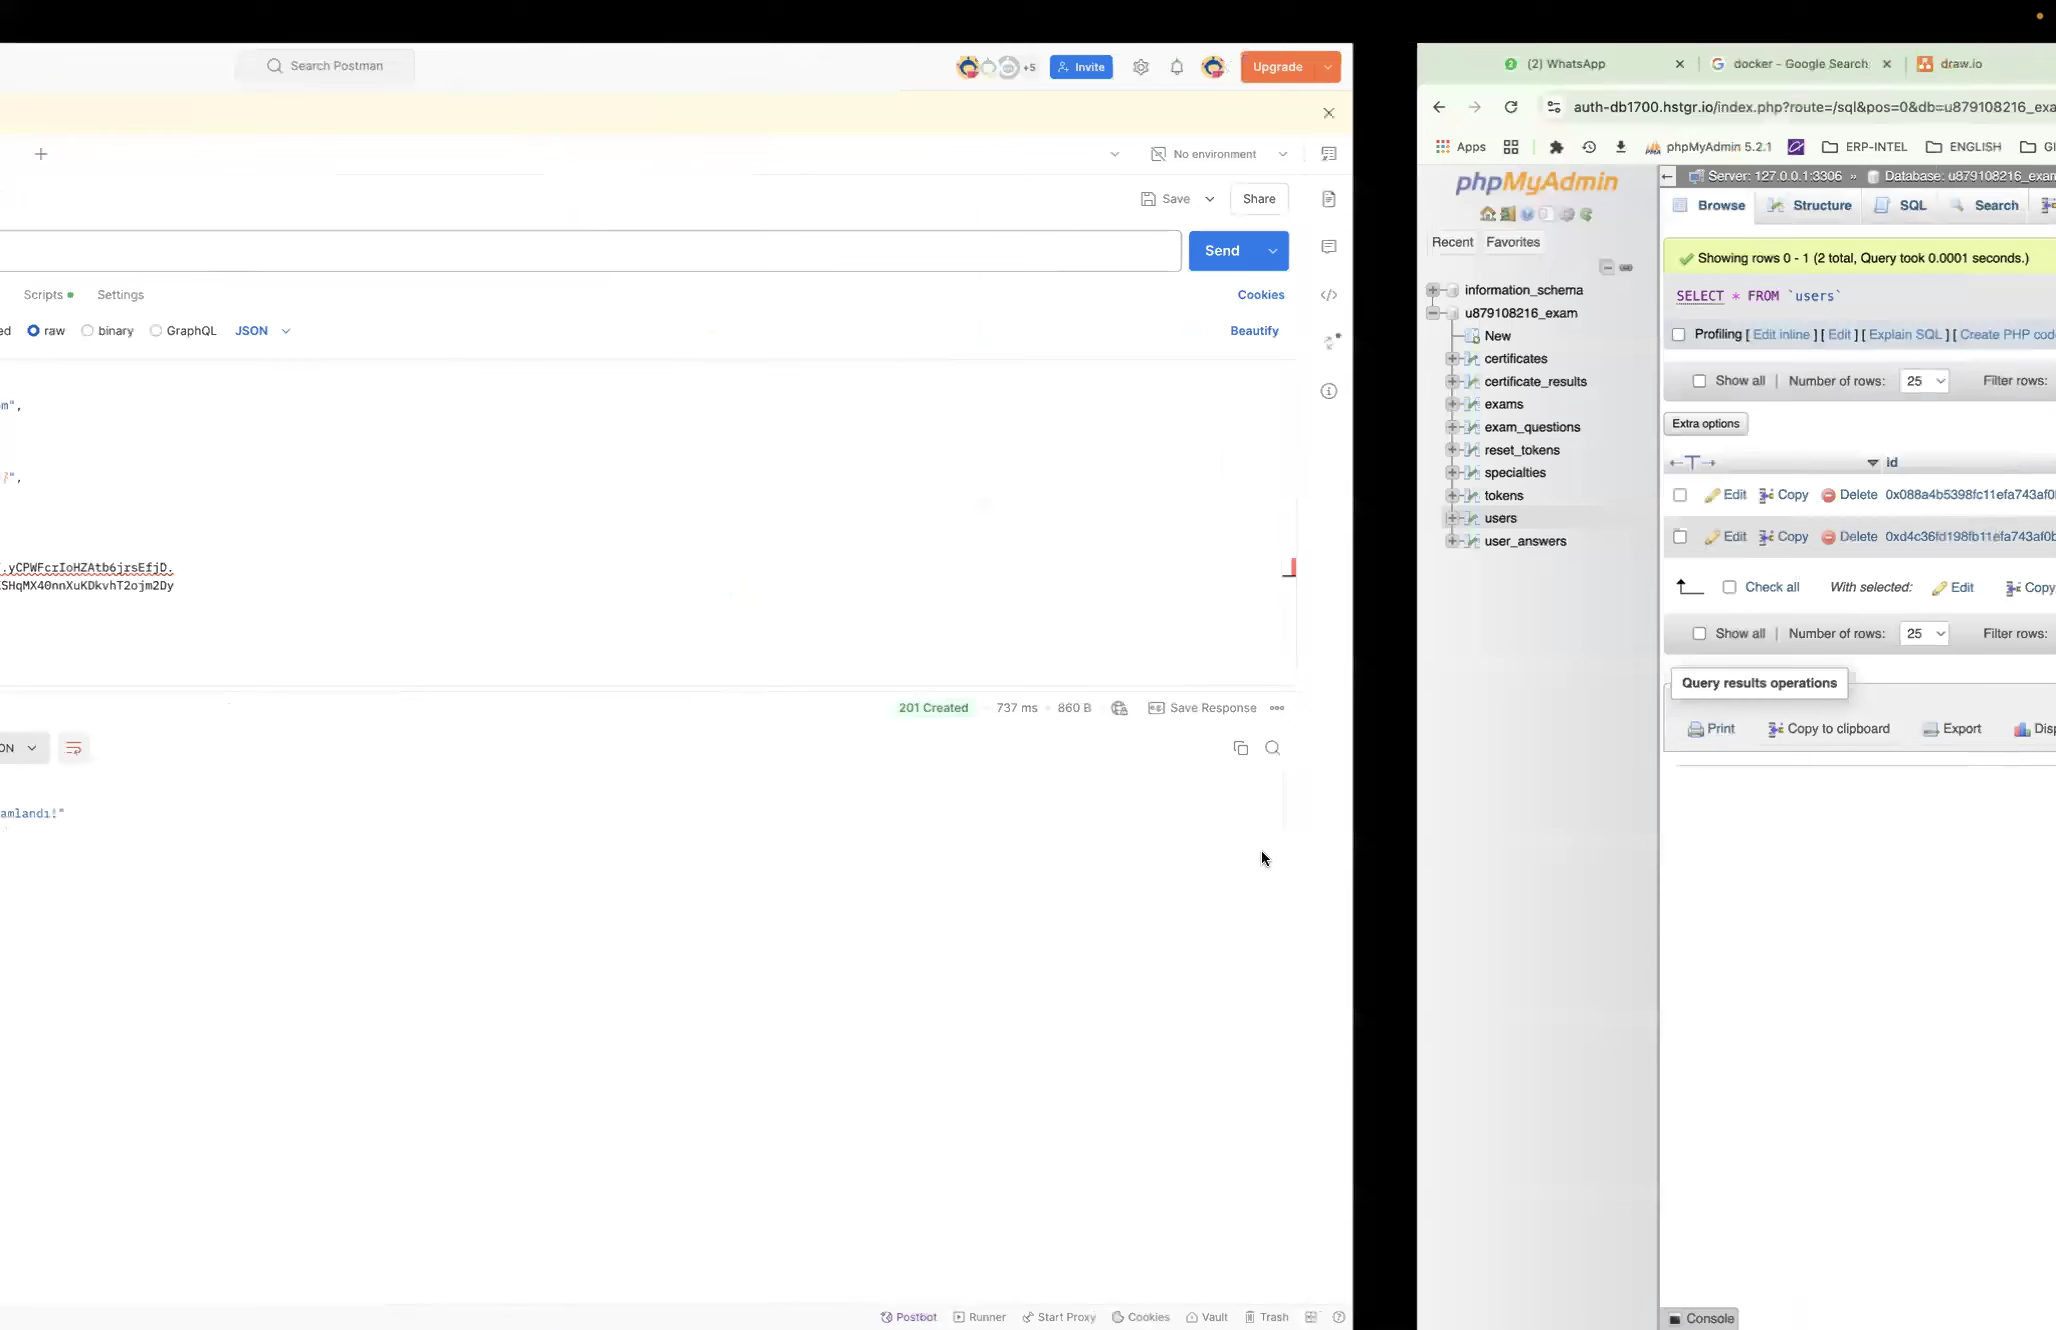 Search Postman
+5
Invite
Upgrade
No environment
Save
Share
Send
Scripts
Settings
Cookies
ed
raw
binary
GraphQL
JSON
Beautify
m",
",
.yCPWFcrIoHZAtb6jrsEfjD.
SHqMX40nnXuKDkvhT2ojm2Dy
201 Created
737 ms
860 B
Save Response
ON
amlandı!"
Postbot
Runner
Start Proxy
Cookies
Vault
Trash
(2) WhatsApp
docker - Google Search
draw.io
auth-db1700.hstgr.io/index.php?route=/sql&pos=0&db=u879108216_exa
Apps
phpMyAdmin 5.2.1
ERP-INTEL
ENGLISH
GI
phpMyAdmin
Recent
Favorites
information_schema
u879108216_exam
New
certificates
certificate_results
exams
exam_questions
reset_tokens
specialties
tokens
users
user_answers
Server: 127.0.0.1:3306 » Database: u879108216_exam
Browse
Structure
SQL
Search
Showing rows 0 - 1 (2 total, Query took 0.0001 seconds.)
SELECT * FROM `users`
Profiling [ Edit inline ] [ Edit ] [ Explain SQL ] [ Create PHP cod
Show all | Number of rows: 25 Filter rows:
Extra options
id
Edit Copy Delete 0x088a4b5398fc11efa743af0
Edit Copy Delete 0xd4c36fd198fb11efa743af0b
Check all With selected: Edit Copy
Show all | Number of rows: 25 Filter rows:
Query results operations
Print
Copy to clipboard
Export
Disp
Console